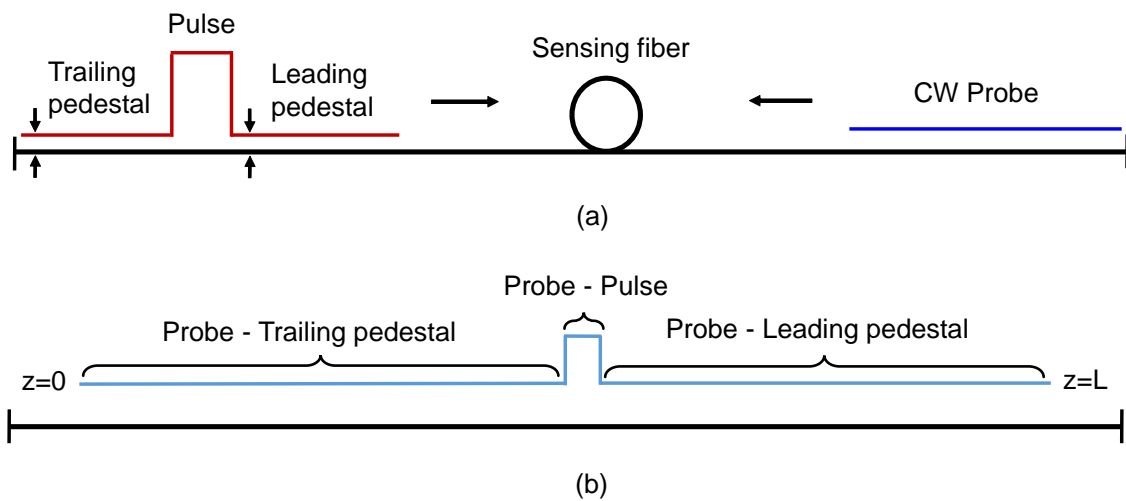 Pulse
Trailing
pedestal
Leading
pedestal
Sensing fiber
CW Probe
(a)
Probe - Pulse
Probe - Trailing pedestal
Probe - Leading pedestal
z=0
z=L
(b)